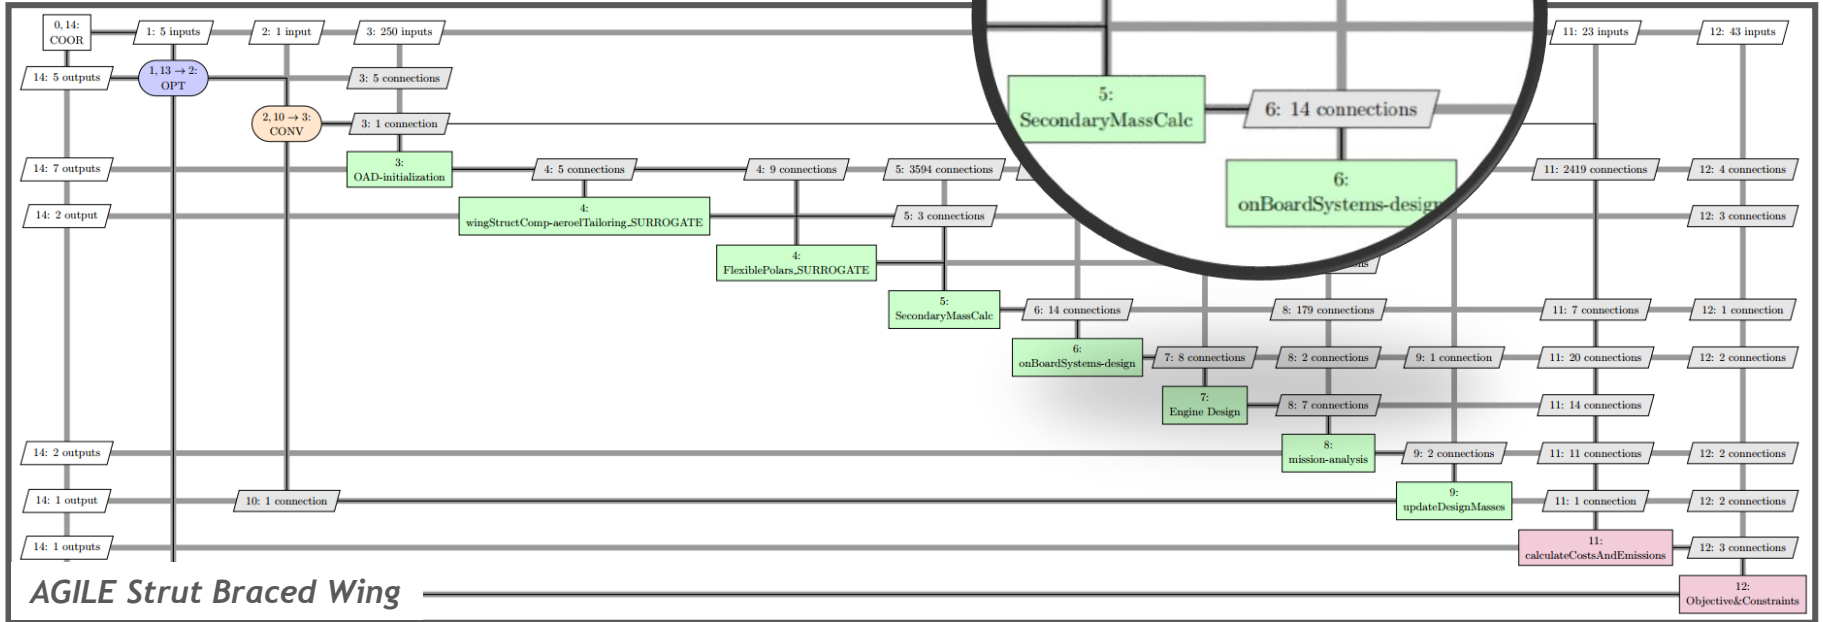 0, 14:
COOR
1: 5 inputs
2: 1 input
3: 250 inputs
11: 23 inputs
12: 43 inputs
14: 5 outputs
1, 13 → 2:
OPT
3: 5 connections
5:
SecondaryMassCalc
6: 14 connections
2, 10 → 3:
CONV
3: 1 connection
14: 7 outputs
3:
OAD-initialization
4: 5 connections
4: 9 connections
5: 3594 connections
6:
onBoardSystems-design
11: 2419 connections
12: 4 connections
14: 2 output
4:
wingStructComp-aeroelTailoring_SURROGATE
5: 3 connections
12: 3 connections
4:
FlexiblePolars_SURROGATE
5:
SecondaryMassCalc
6: 14 connections
8: 179 connections
11: 7 connections
12: 1 connection
6:
onBoardSystems-design
7: 8 connections
8: 2 connections
9: 1 connection
11: 20 connections
12: 2 connections
7:
Engine Design
8: 7 connections
11: 14 connections
14: 2 outputs
8:
mission-analysis
9: 2 connections
11: 11 connections
12: 2 connections
14: 1 output
10: 1 connection
9:
updateDesignMasses
11: 1 connection
12: 2 connections
14: 1 outputs
11:
calculateCostsAndEmissions
12: 3 connections
AGILE Strut Braced Wing
12:
Objective&Constraints